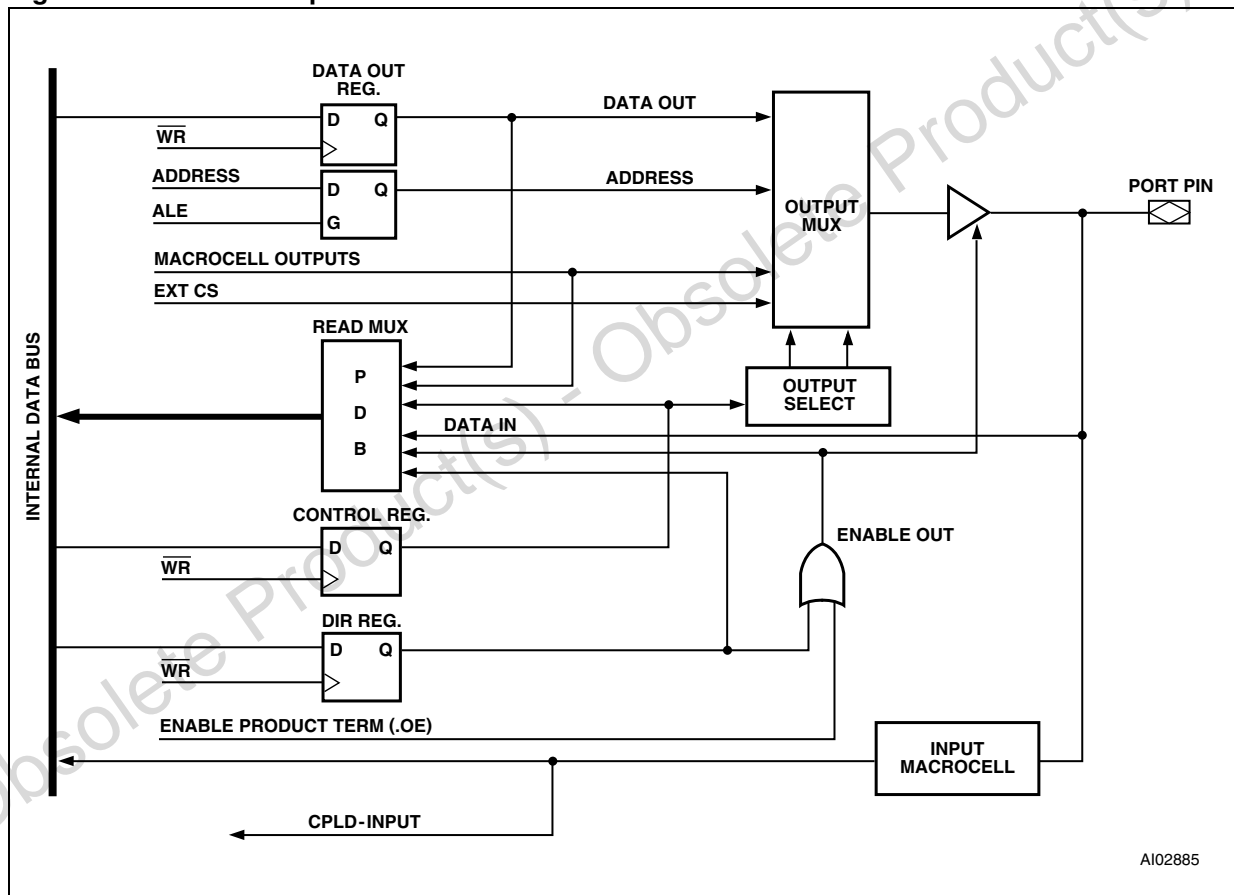 DATA OUT
REG.
D Q
WR
DATA OUT
ADDRESS
D Q
ALE
G
ADDRESS
OUTPUT
MUX
PORT PIN
MACROCELL OUTPUTS
EXT CS
READ MUX
P
D
B
OUTPUT
SELECT
DATA IN
INTERNAL DATA BUS
CONTROL REG.
D Q
WR
ENABLE OUT
DIR REG.
D Q
WR
ENABLE PRODUCT TERM (.OE)
INPUT
MACROCELL
CPLD-INPUT
AI02885
Obsolete Product(s) - Obsolete Product(s)